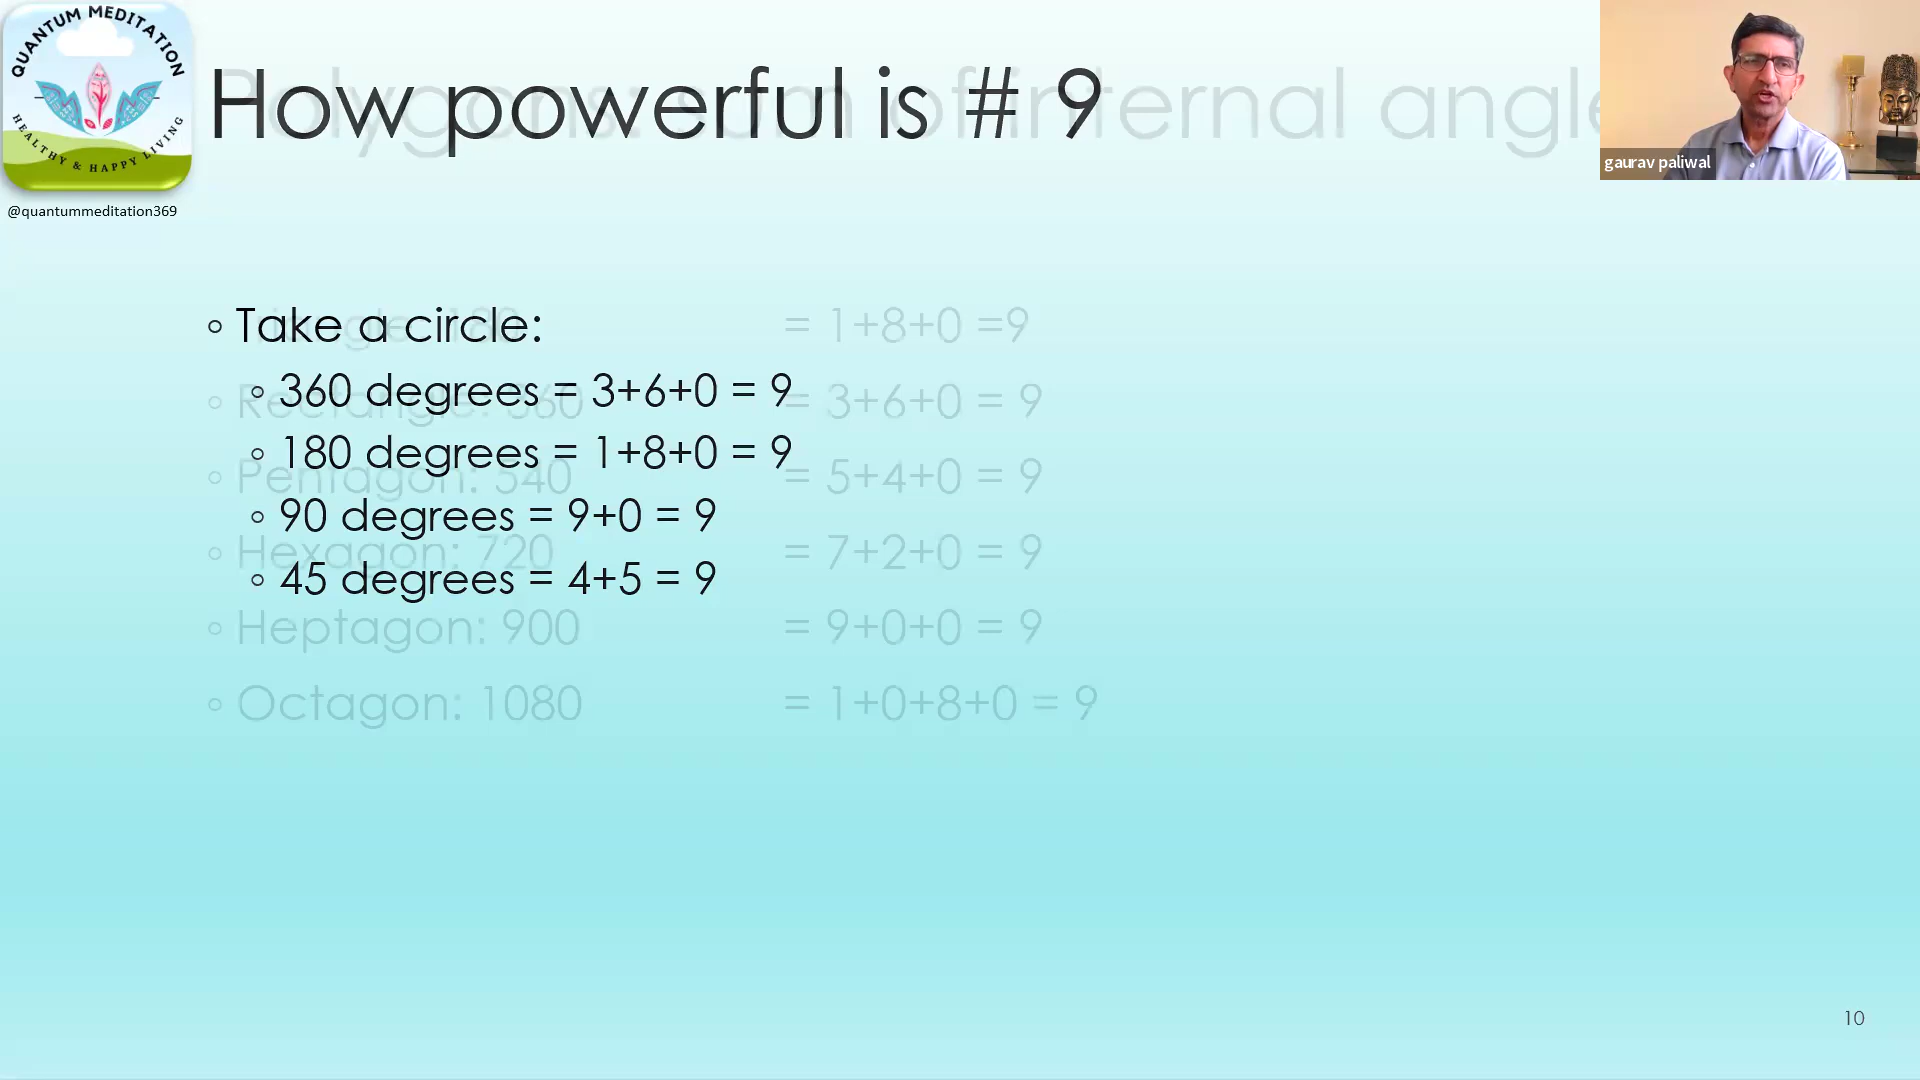 QUANTUM MEDITATION
HEALTHY & HAPPY LIVING
@quantummeditation369
How powerful is # 9
gaurav paliwal
◦ Take a circle:
◦ 360 degrees = 3+6+0 = 9
◦ 180 degrees = 1+8+0 = 9
◦ 90 degrees = 9+0 = 9
◦ 45 degrees = 4+5 = 9
of internal angle
= 1+8+0 =9
◦ Rectangle: 360 = 3+6+0 = 9
◦ Pentagon: 540 = 5+4+0 = 9
◦ Hexagon: 720 = 7+2+0 = 9
◦ Heptagon: 900 = 9+0+0 = 9
◦ Octagon: 1080 = 1+0+8+0 = 9
10